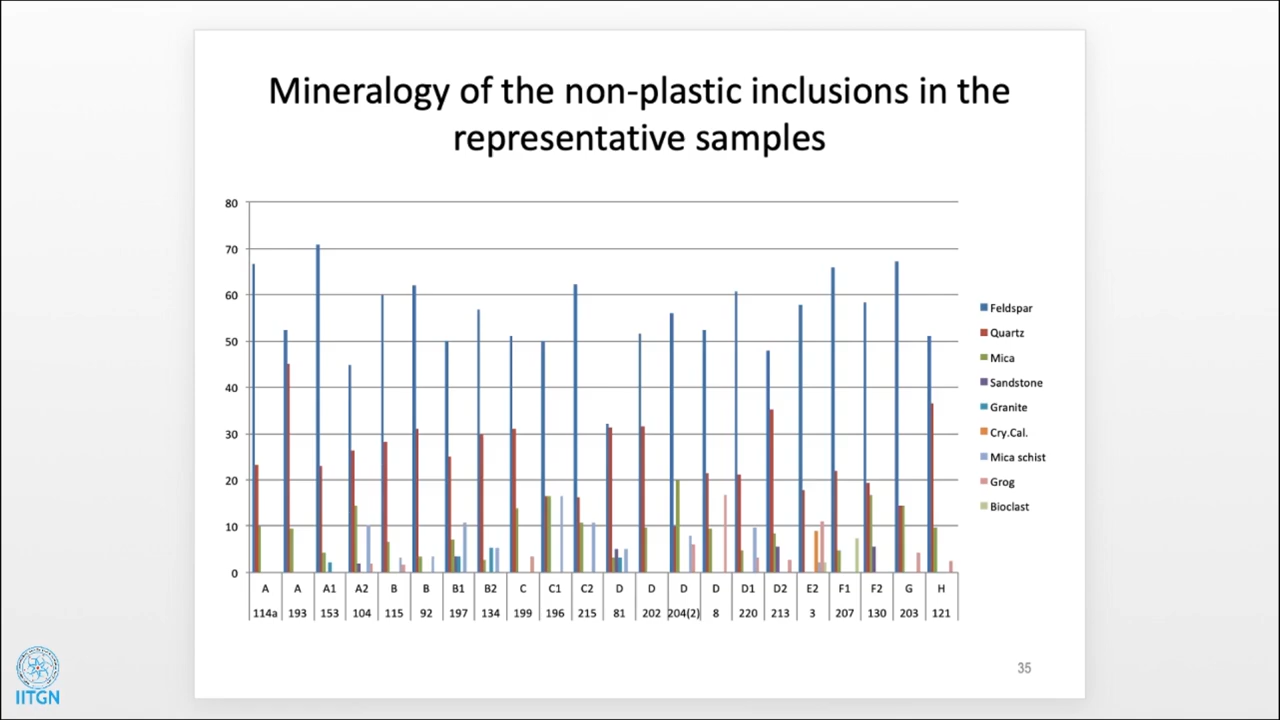 Mineralogy of the non-plastic inclusions in the
representative samples
80
70
60
50
40
30
20
10
0
Feldspar
Quartz
Mica
Sandstone
Granite
Cry.Cal.
Mica schist
Grog
Bioclast
A A A1 A2 B B B1 B2 C C1 C2 D D D D D1 D2 E2 F1 F2 G H
114a 193 153 104 115 92 197 134 199 196 215 81 202 204(2) 8 220 213 3 207 130 203 121
35
IITGN